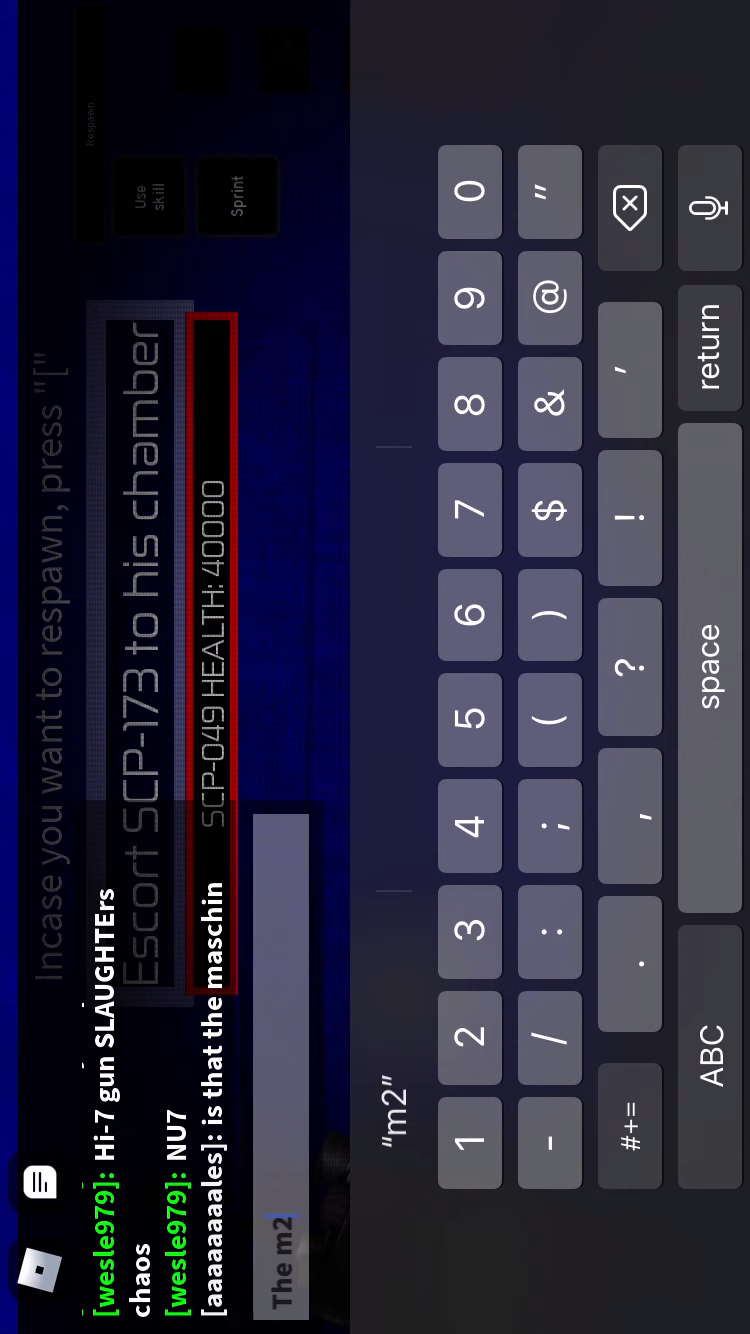 Incase you want to respawn, press "["
Respawn
Escort SCP-173 to his chamber
Use
skill
Sprint
SCP-049 HEALTH: 40000
[wesle979]: Hi-7 gun SLAUGHTErs
chaos
[wesle979]: NU7
[aaaaaaaales]: is that the maschin
The m2
"m2"
1 2 3 4 5 6 7 8 9 0
- / : ; ( ) $ & @ "
#+= . , ? ! '
ABC space return